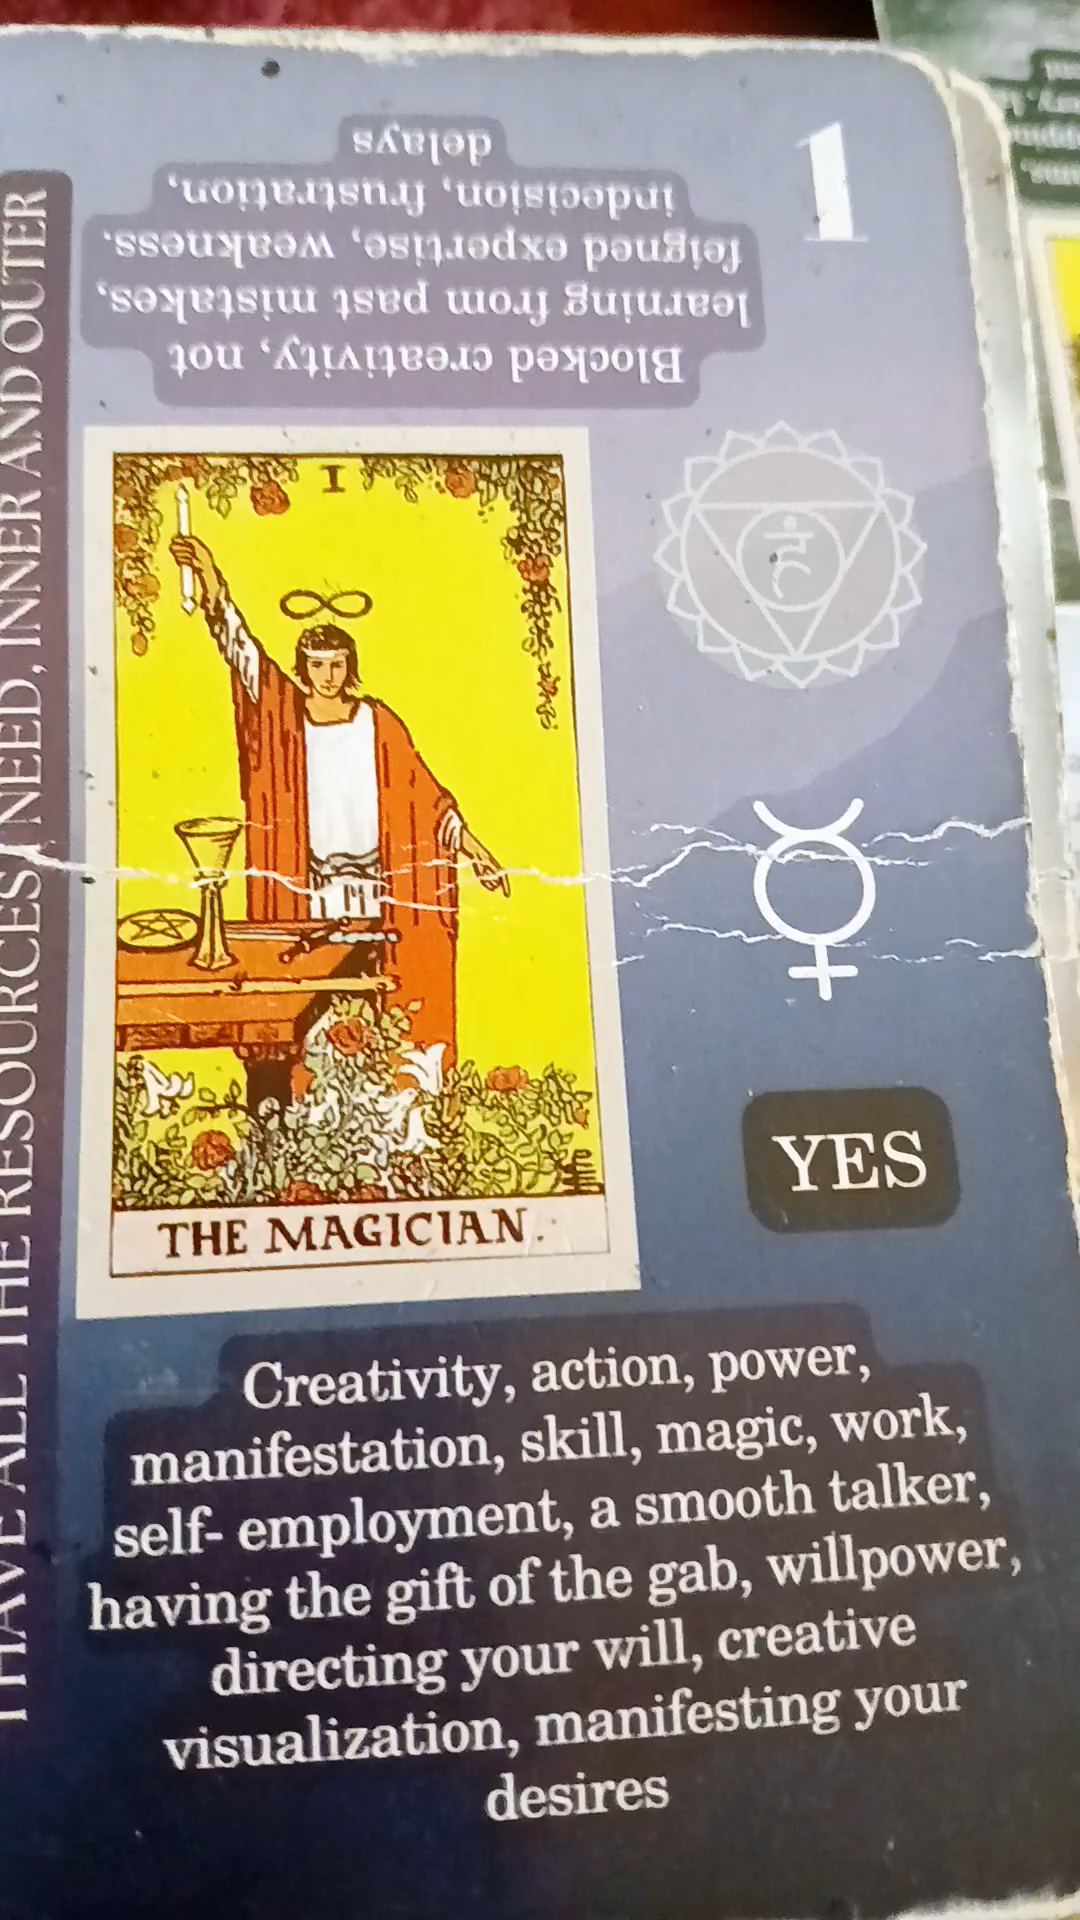 1
Blocked creativity, not
learning from past mistakes,
feigned expertise, weakness.
indecision, frustration,
delays
I HAVE ALL THE RESOURCES I NEED, INNER AND OUTER
I
THE MAGICIAN.
YES
Creativity, action, power,
manifestation, skill, magic, work,
self- employment, a smooth talker,
having the gift of the gab, willpower,
directing your will, creative
visualization, manifesting your
desires